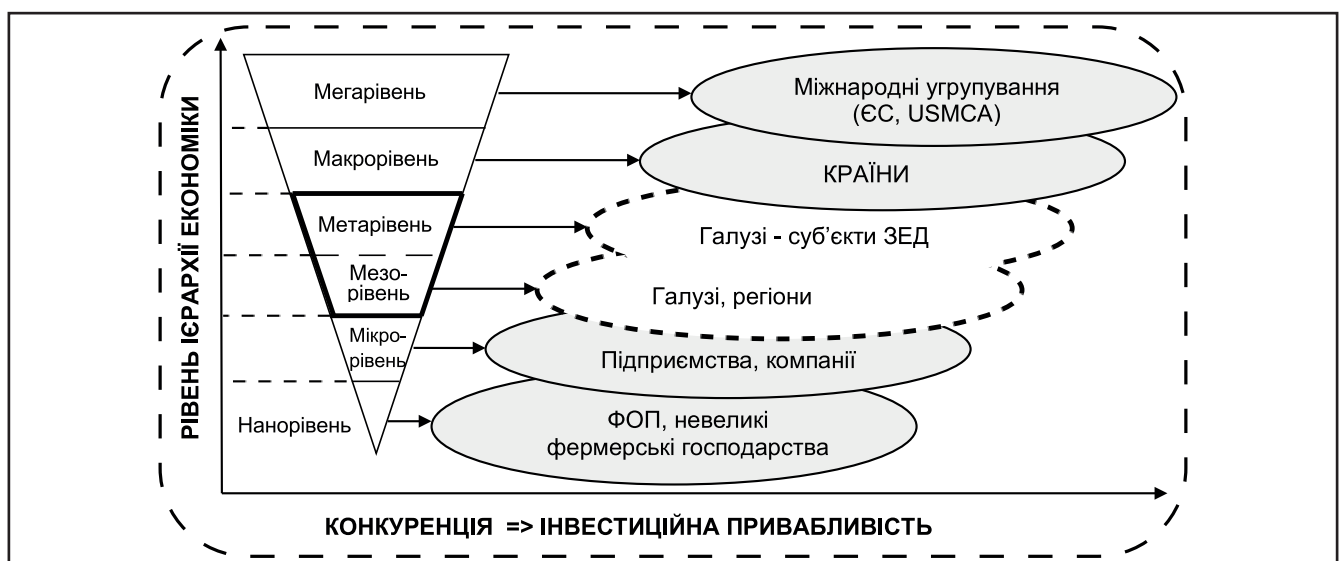 РІВЕНЬ ІЄРАРХІЇ ЕКОНОМІКИ
Мегарівень
Міжнародні угрупування
(ЄС, USMCA)
Макрорівень
КРАЇНИ
Метарівень
Галузі - суб’єкти ЗЕД
Мезо-
рівень
Галузі, регіони
Мікро-
рівень
Підприємства, компанії
Нанорівень
ФОП, невеликі
фермерські господарства
КОНКУРЕНЦІЯ => ІНВЕСТИЦІЙНА ПРИВАБЛИВІСТЬ